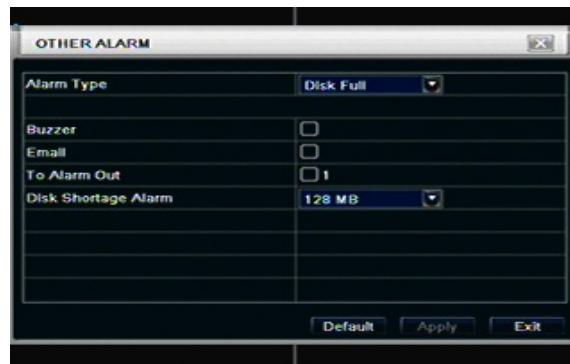 OTHER ALARM
Alarm Type Disk Full
Buzzer
Email
To Alarm Out 1
Disk Shortage Alarm 128 MB
Default Apply Exit